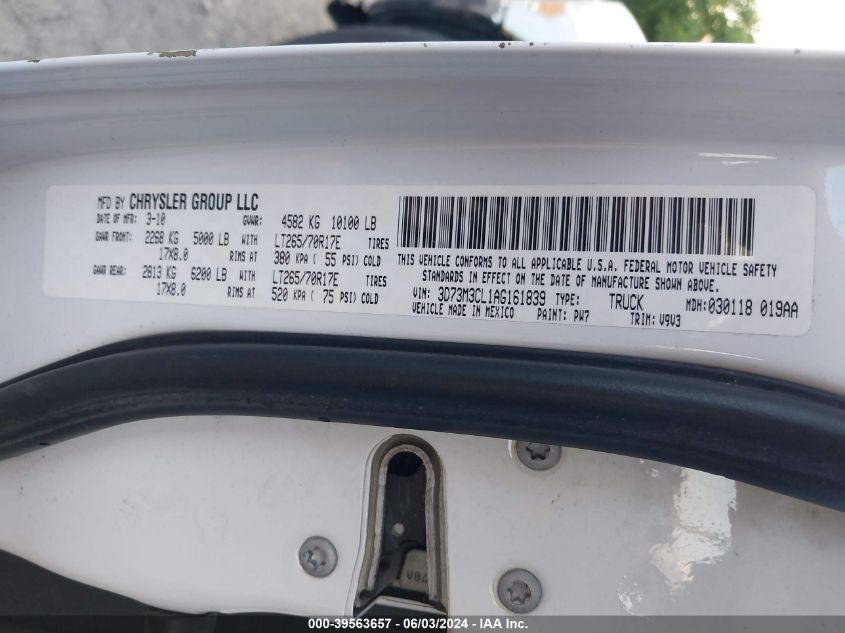 MFD BY CHRYSLER GROUP LLC
DATE OF MFR: 3-10 GVWR: 4582 KG 10100 LB
GAWR FRONT: 2268 KG 5000 LB WITH LT265/70R17E TIRES
17X8.0 RIMS AT 380 KPA ( 55 PSI) COLD
GAWR REAR: 2813 KG 6200 LB WITH LT265/70R17E TIRES
17X8.0 RIMS AT 520 KPA ( 75 PSI) COLD
THIS VEHICLE CONFORMS TO ALL APPLICABLE U.S.A. FEDERAL MOTOR VEHICLE SAFETY
STANDARDS IN EFFECT ON THE DATE OF MANUFACTURE SHOWN ABOVE.
VIN: 3D73M3CL1AG161839 TYPE: TRUCK MDH:030118 019AA
VEHICLE MADE IN MEXICO PAINT: PW7 TRIM: V9V3
000-39563657 - 06/03/2024 - IAA Inc.